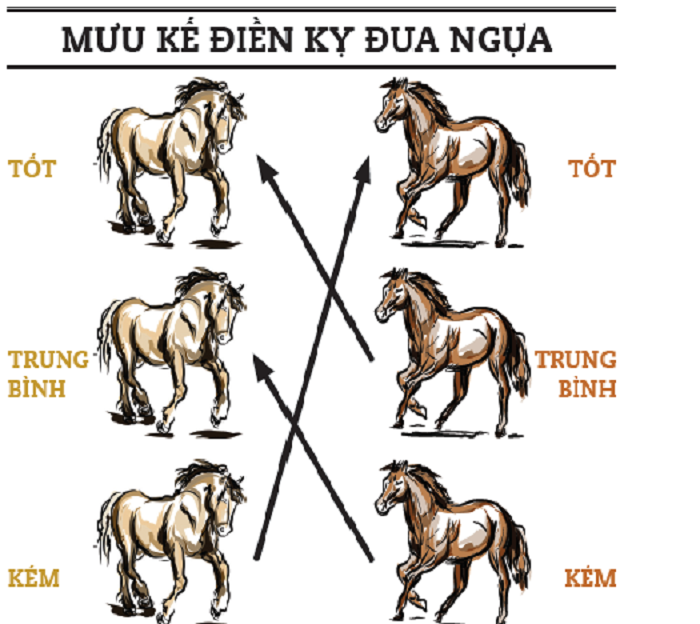 MƯU KẾ ĐIỀN KỴ ĐUA NGỰA
TỐT
TỐT
TRUNG
BÌNH
TRUNG
BÌNH
KÉM
KÉM